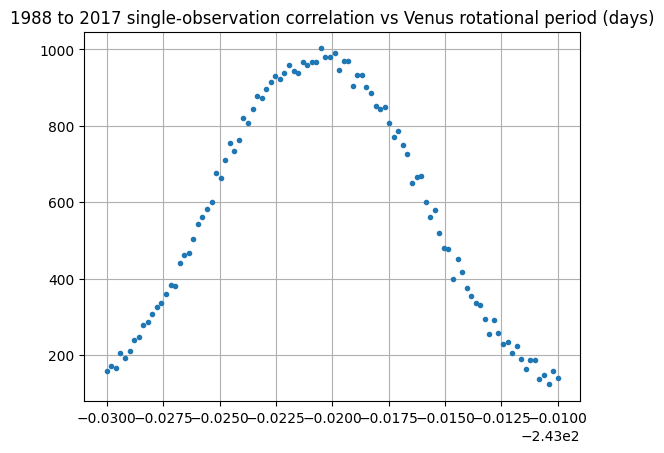 1988 to 2017 single-observation correlation vs Venus rotational period (days)
1000
800
600
400
200
−0.0300 −0.0275 −0.0250 −0.0225 −0.0200 −0.0175 −0.0150 −0.0125 −0.0100
−2.43e2